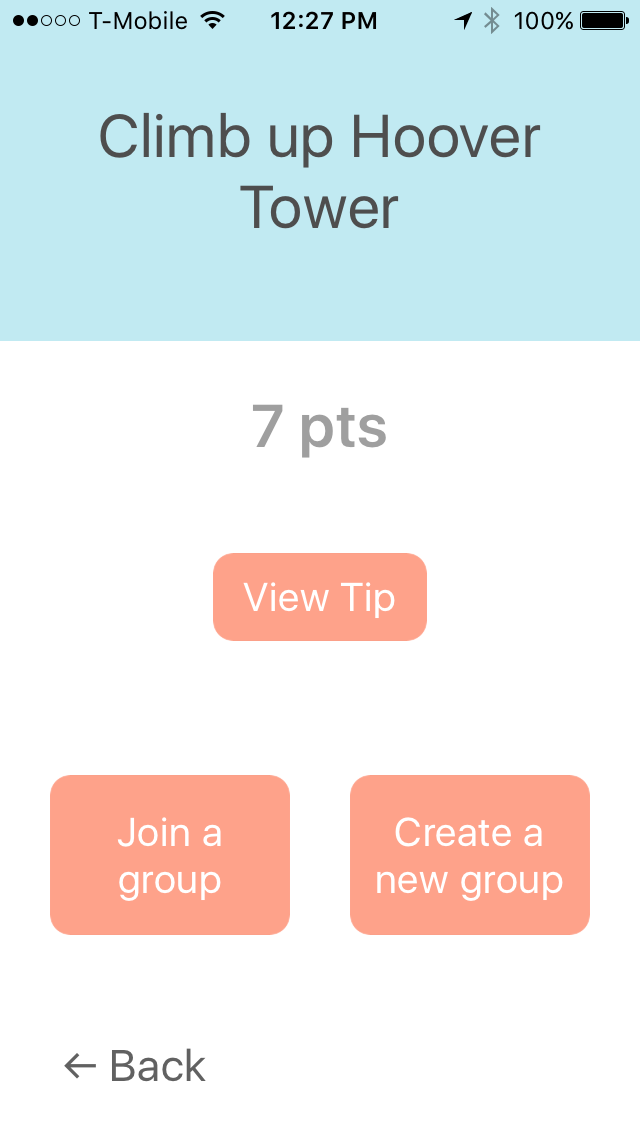 T-Mobile 12:27 PM 100%
Climb up Hoover
Tower
7 pts
View Tip
Join a
group
Create a
new group
← Back